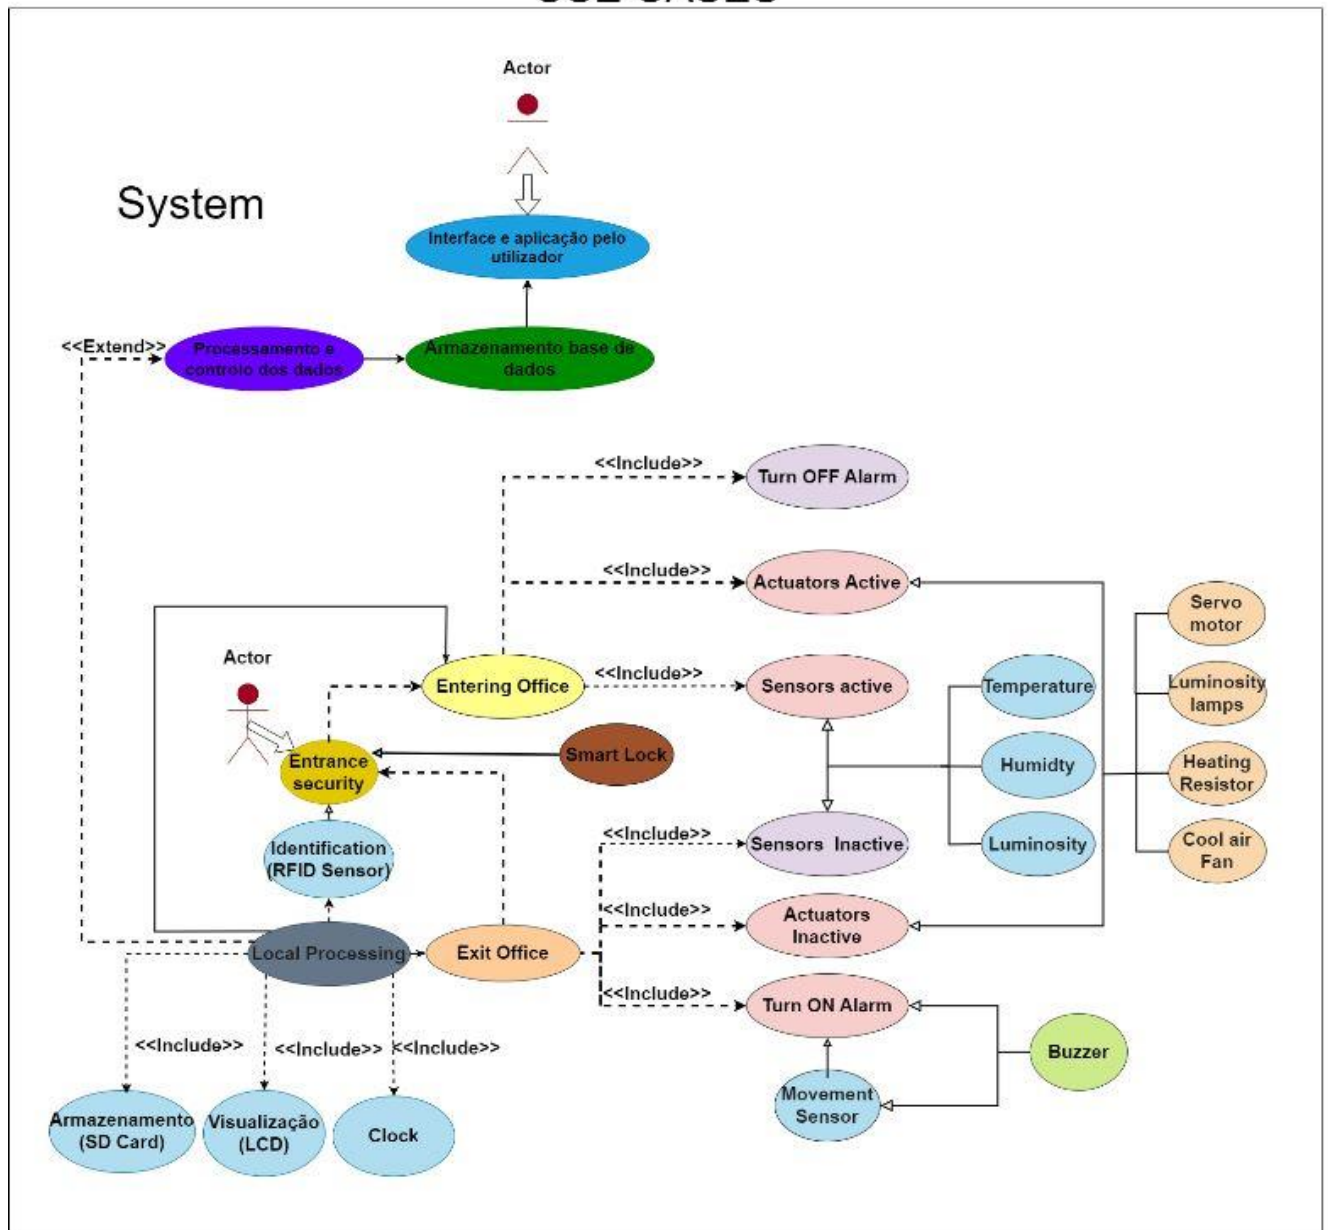 Actor
System
Interface e aplicação pelo
utilizador
<<Extend>>
Processamento e
controlo dos dados
Armazenamento base de
dados
<<Include>>
Turn OFF Alarm
<<Include>>
Actuators Active
Servo
motor
Actor
Entering Office
<<Include>>
Sensors active
Temperature
Luminosity
lamps
Entrance
security
Smart Lock
Humidty
Heating
Resistor
Identification
(RFID Sensor)
<<Include>>
Sensors Inactive
Luminosity
Cool air
Fan
<<Include>>
Actuators
Inactive
Local Processing
Exit Office
<<Include>>
Turn ON Alarm
Buzzer
<<Include>>
<<Include>>
<<Include>>
Movement
Sensor
Armazenamento
(SD Card)
Visualização
(LCD)
Clock